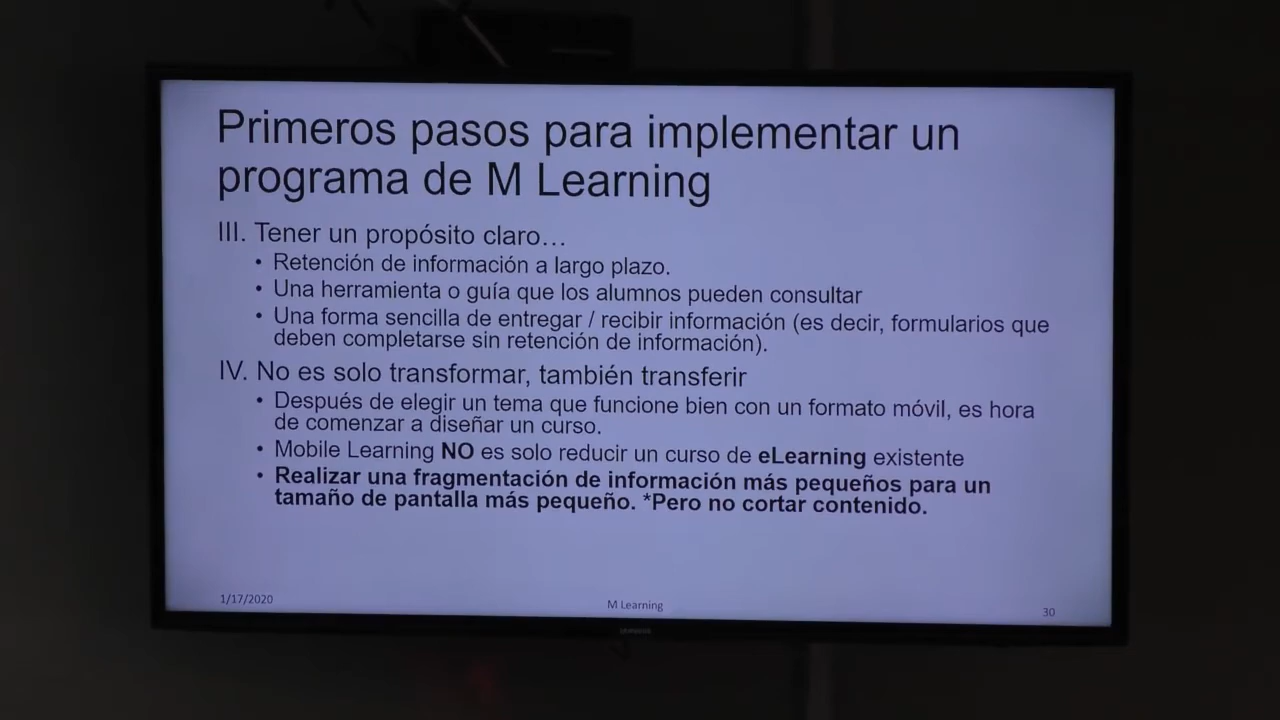 Primeros pasos para implementar un
programa de M Learning
III. Tener un propósito claro…
• Retención de información a largo plazo.
• Una herramienta o guía que los alumnos pueden consultar
• Una forma sencilla de entregar / recibir información (es decir, formularios que
deben completarse sin retención de información).
IV. No es solo transformar, también transferir
• Después de elegir un tema que funcione bien con un formato móvil, es hora
de comenzar a diseñar un curso.
• Mobile Learning NO es solo reducir un curso de eLearning existente
• Realizar una fragmentación de información más pequeños para un
tamaño de pantalla más pequeño. *Pero no cortar contenido.
1/17/2020
M Learning
30
SAMSUNG